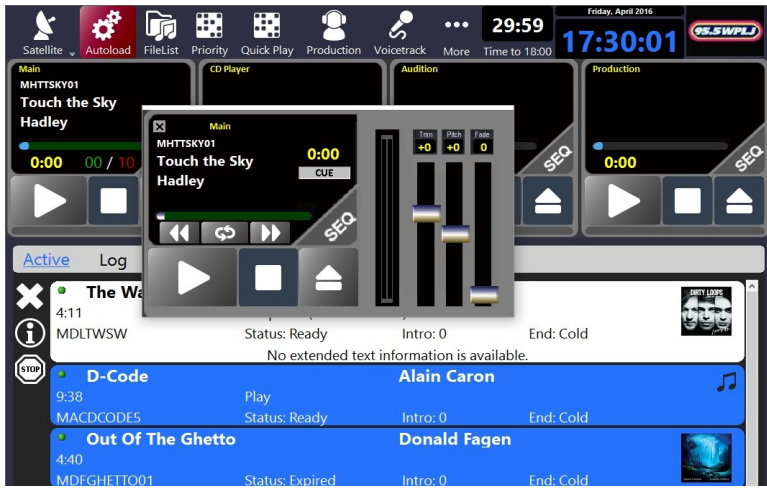 Friday, April 2016
Satellite
Autoload
FileList
Priority
Quick Play
Production
Voicetrack
More
29:59
Time to 18:00
17:30:01
95.5WPLJ
Main
MHTTSKY01
Touch the Sky
Hadley
0:00
00 / 10
CD Player
Audition
SEQ
Production
0:00
SEQ
Main
MHTTSKY01
Touch the Sky
Hadley
0:00
CUE
SEQ
Trim
+0
Pitch
+0
Fade
0
Active
Log
The Wa
4:11
MDLTWSW
Status: Ready
Intro: 0
End: Cold
No extended text information is available.
DIRTY LOOPS
STOP
D-Code
Alain Caron
9:38
Play
MACDCODE5
Status: Ready
Intro: 0
End: Cold
Out Of The Ghetto
Donald Fagen
4:40
MDFGHETTO01
Status: Expired
Intro: 0
End: Cold